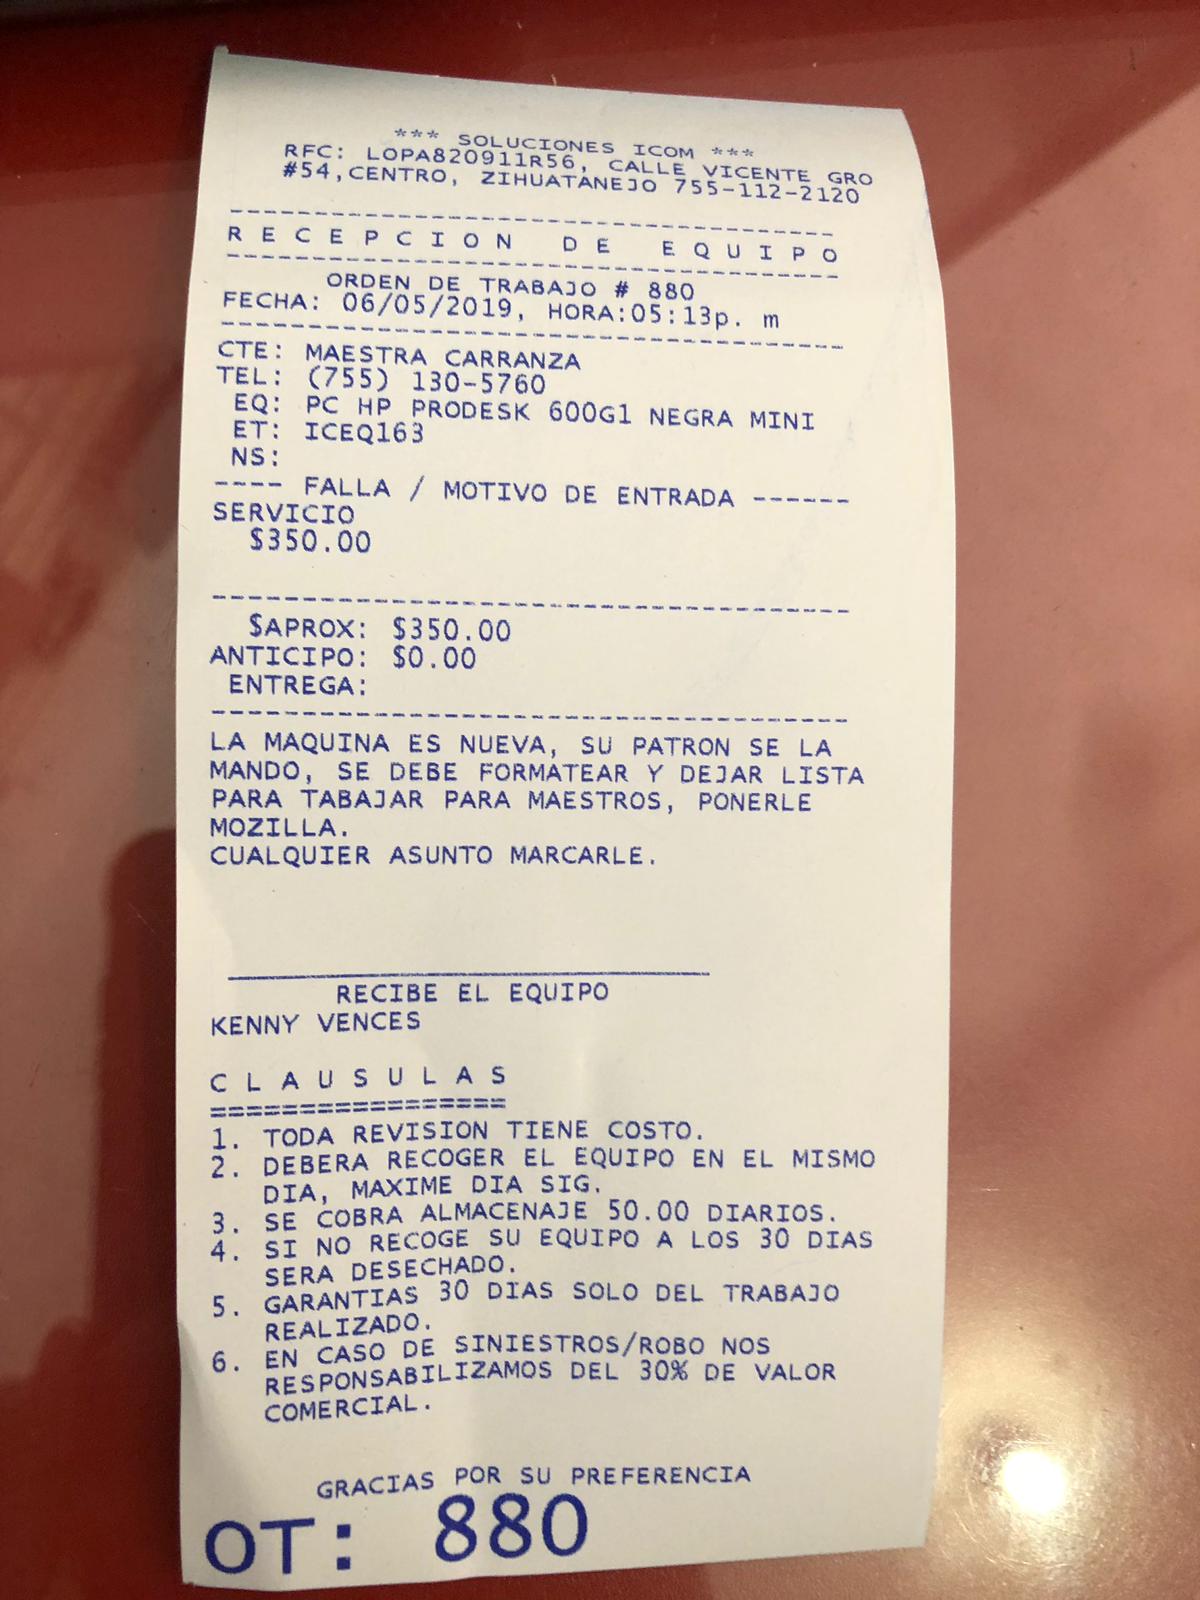 *** SOLUCIONES ICOM ***
RFC: LOPA820911R56, CALLE VICENTE GRO
#54,CENTRO, ZIHUATANEJO 755-112-2120
----------------------------------
R E C E P C I O N   D E   E Q U I P O
----------------------------------
ORDEN DE TRABAJO # 880
FECHA: 06/05/2019, HORA:05:13p. m
----------------------------------
CTE: MAESTRA CARRANZA
TEL: (755) 130-5760
EQ: PC HP PRODESK 600G1 NEGRA MINI
ET: ICEQ163
NS:
---- FALLA / MOTIVO DE ENTRADA ------
SERVICIO
$350.00
----------------------------------
$APROX: $350.00
ANTICIPO: $0.00
ENTREGA:
----------------------------------
LA MAQUINA ES NUEVA, SU PATRON SE LA
MANDO, SE DEBE FORMATEAR Y DEJAR LISTA
PARA TABAJAR PARA MAESTROS, PONERLE
MOZILLA.
CUALQUIER ASUNTO MARCARLE.
RECIBE EL EQUIPO
KENNY VENCES
C L A U S U L A S
=================
1. TODA REVISION TIENE COSTO.
2. DEBERA RECOGER EL EQUIPO EN EL MISMO
DIA, MAXIME DIA SIG.
3. SE COBRA ALMACENAJE 50.00 DIARIOS.
4. SI NO RECOGE SU EQUIPO A LOS 30 DIAS
SERA DESECHADO.
5. GARANTIAS 30 DIAS SOLO DEL TRABAJO
REALIZADO.
6. EN CASO DE SINIESTROS/ROBO NOS
RESPONSABILIZAMOS DEL 30% DE VALOR
COMERCIAL.
GRACIAS POR SU PREFERENCIA
OT: 880